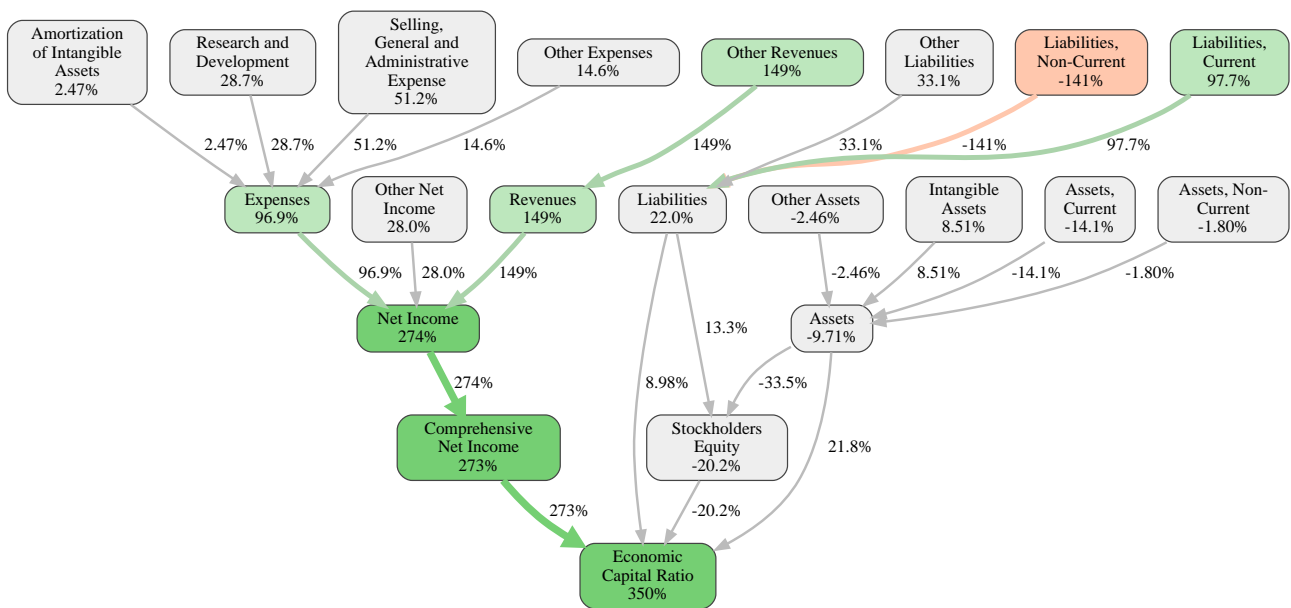 Amortization
of Intangible
Assets
2.47%
Research and
Development
28.7%
Selling,
General and
Administrative
Expense
51.2%
Other Expenses
14.6%
Other Revenues
149%
Other
Liabilities
33.1%
Liabilities,
Non-Current
-141%
Liabilities,
Current
97.7%
2.47%
28.7%
51.2%
14.6%
149%
33.1%
-141%
97.7%
Expenses
96.9%
Other Net
Income
28.0%
Revenues
149%
Liabilities
22.0%
Other Assets
-2.46%
Intangible
Assets
8.51%
Assets,
Current
-14.1%
Assets, Non-
Current
-1.80%
96.9%
28.0%
149%
-2.46%
8.51%
-14.1%
-1.80%
Net Income
274%
13.3%
Assets
-9.71%
274%
8.98%
-33.5%
Comprehensive
Net Income
273%
Stockholders
Equity
-20.2%
21.8%
273%
-20.2%
Economic
Capital Ratio
350%